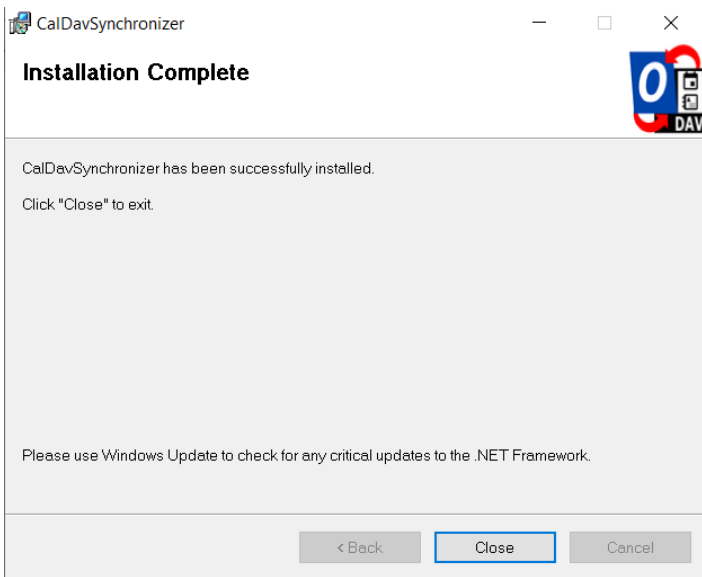 CalDavSynchronizer
Installation Complete
O
DAV
CalDavSynchronizer has been successfully installed.
Click "Close" to exit.
Please use Windows Update to check for any critical updates to the .NET Framework.
< Back
Close
Cancel